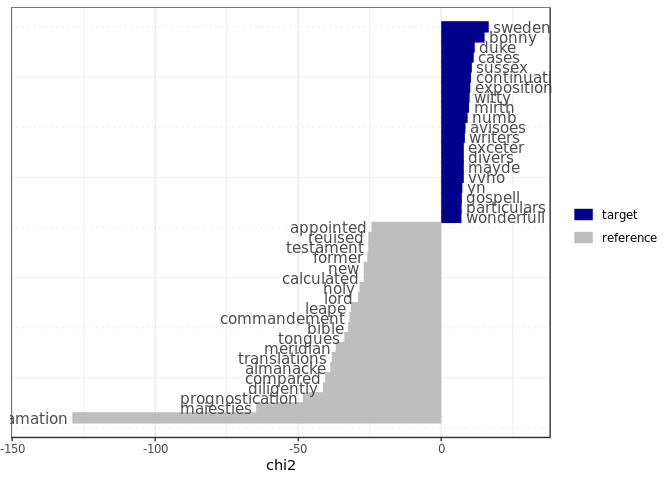 sweden
bonny
duke
cases
sussex
continuati
exposition
witty
mirth
numb
avisoes
writers
exceter
divers
mayde
vvho
yn
gospell
particulars
wonderfull
appointed
reuised
testament
former
new
calculated
holy
lord
leape
commandement
bible
tongues
meridian
translations
almanacke
compared
diligently
prognostication
maiesties
amation
target
reference
-150 -100 -50 0
chi2